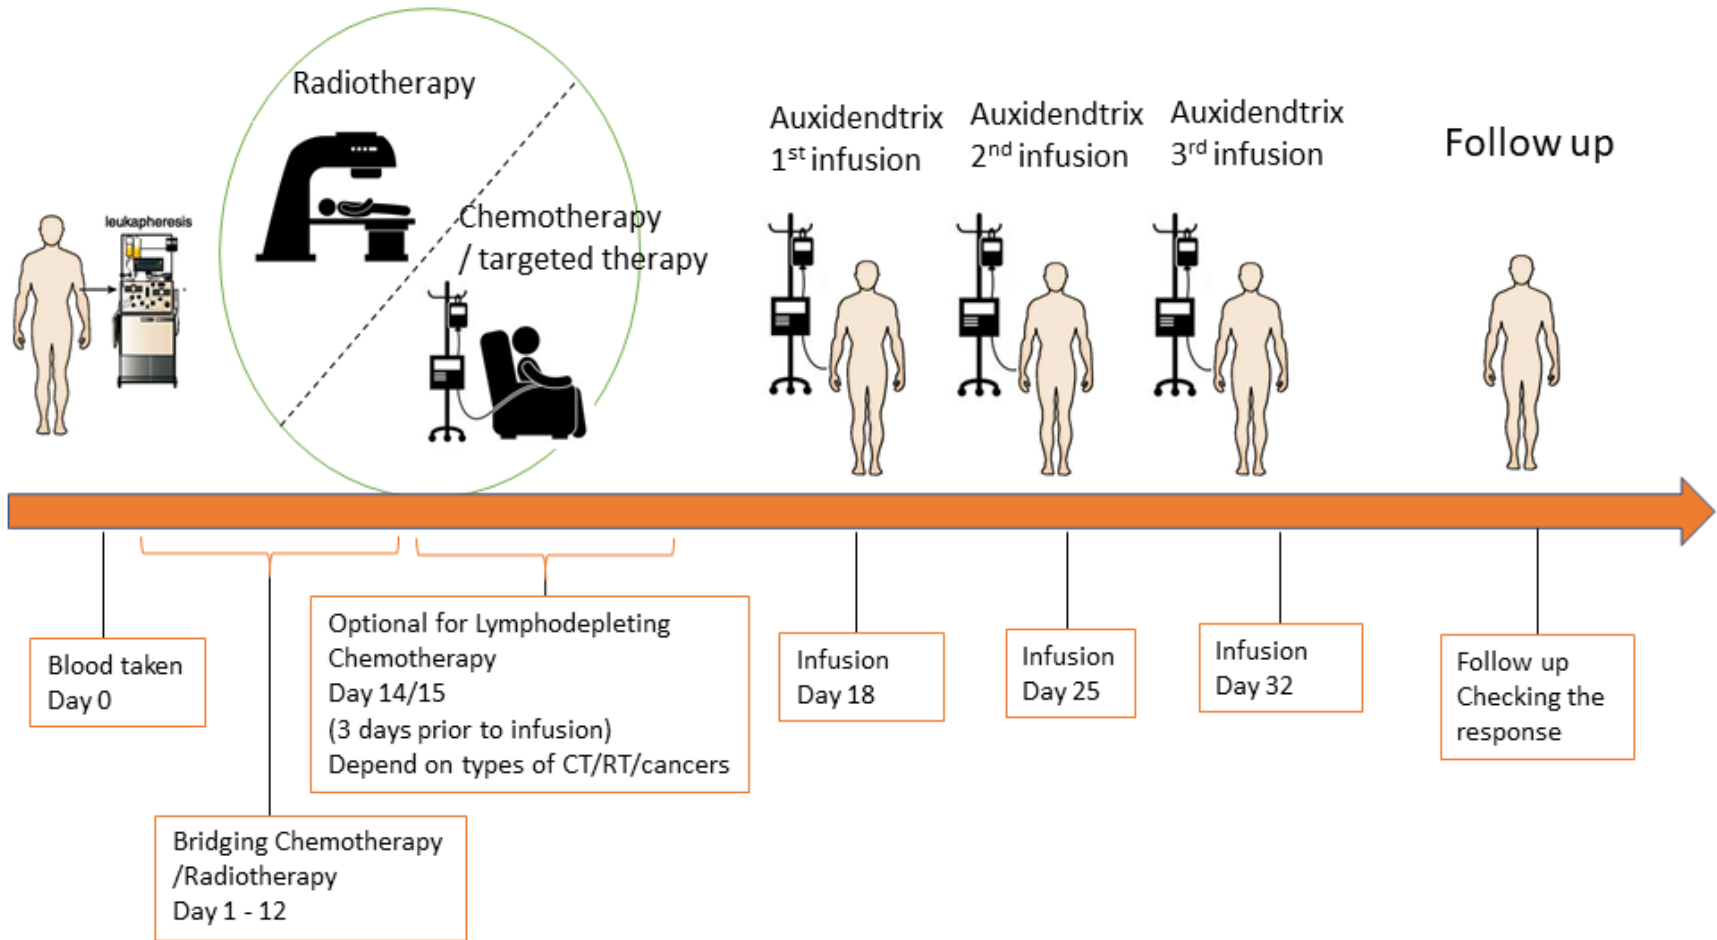 Radiotherapy
leukapheresis
Chemotherapy
/ targeted therapy
Auxidendtrix
1st infusion
Auxidendtrix
2nd infusion
Auxidendtrix
3rd infusion
Follow up
Blood taken
Day 0
Bridging Chemotherapy
/Radiotherapy
Day 1 - 12
Optional for Lymphodepleting
Chemotherapy
Day 14/15
(3 days prior to infusion)
Depend on types of CT/RT/cancers
Infusion
Day 18
Infusion
Day 25
Infusion
Day 32
Follow up
Checking the
response